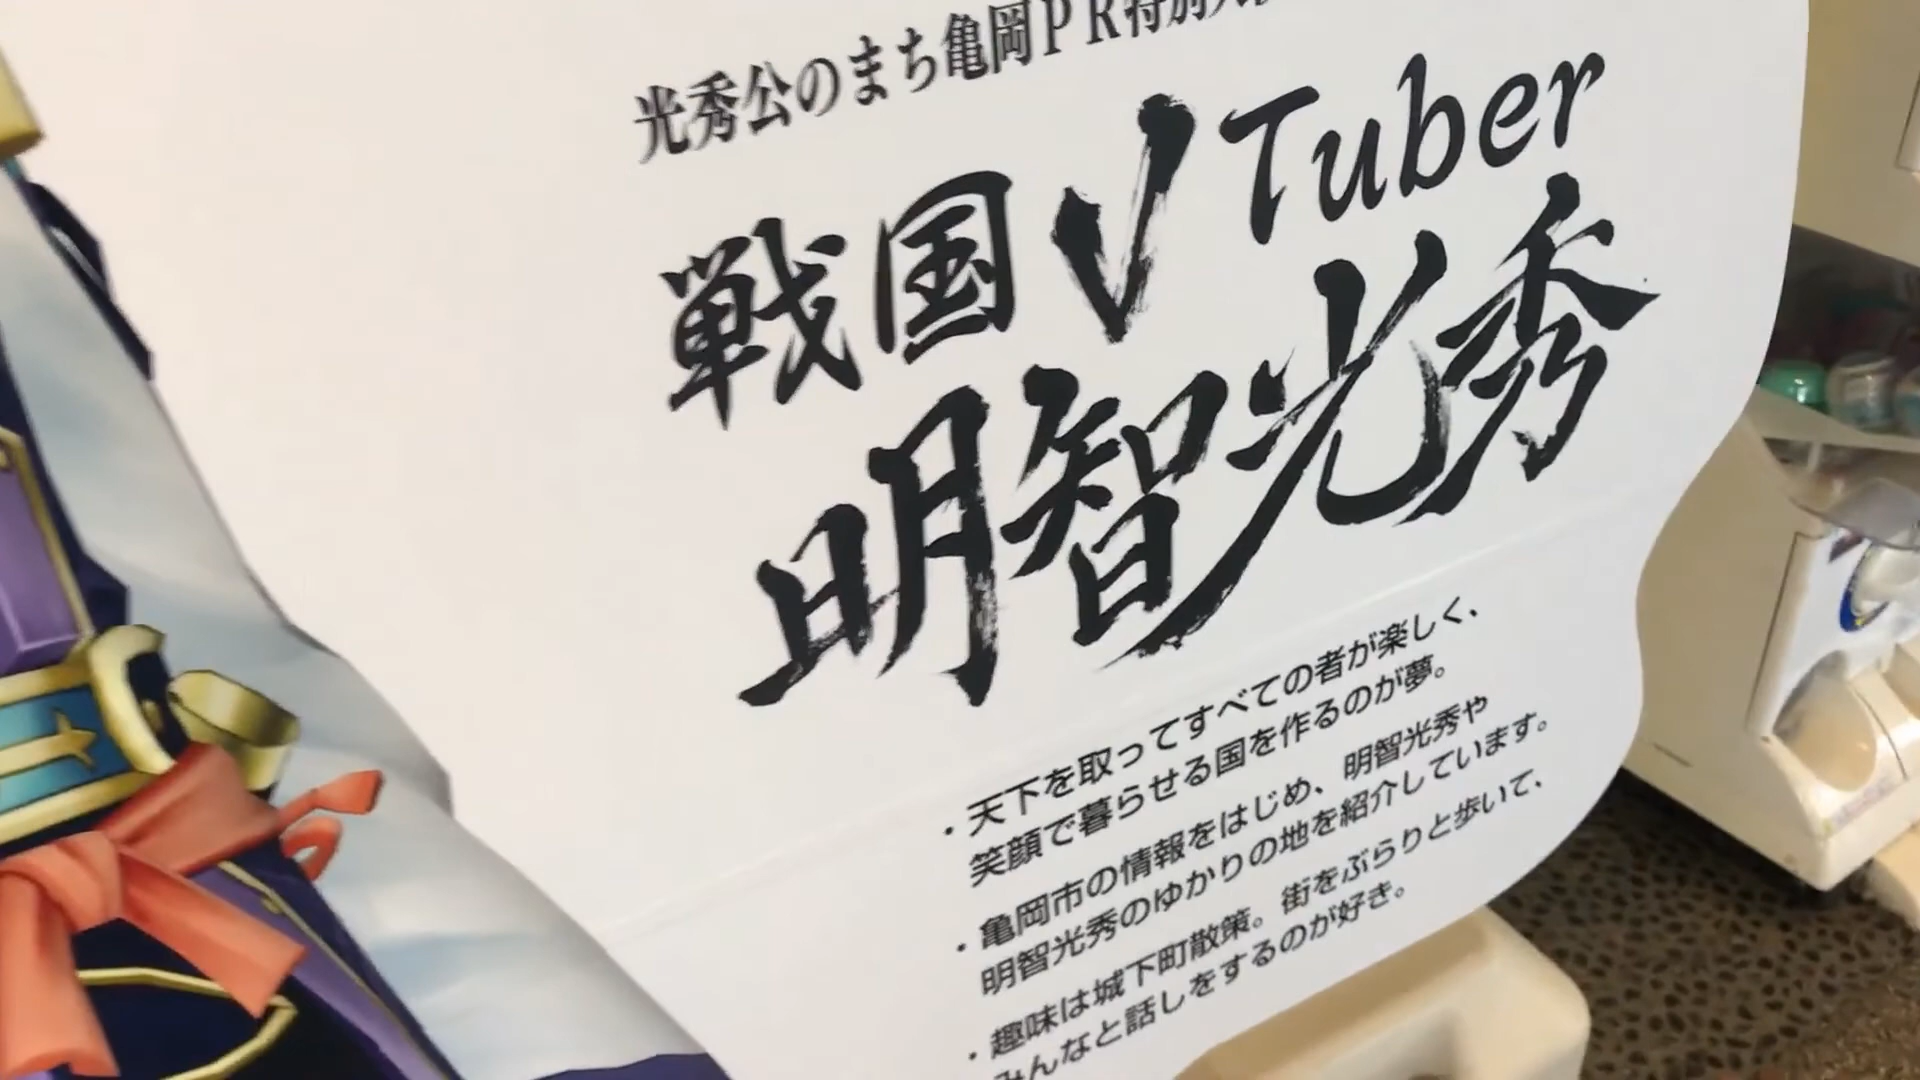 光秀公のまち亀岡PR特別
戦国VTuber
明智光秀
・天下を取ってすべての者が楽しく、
笑顔で暮らせる国を作るのが夢。
・亀岡市の情報をはじめ、明智光秀や
明智光秀のゆかりの地を紹介しています。
・趣味は城下町散策。街をぶらりと歩いて、
みんなと話しをするのが好き。